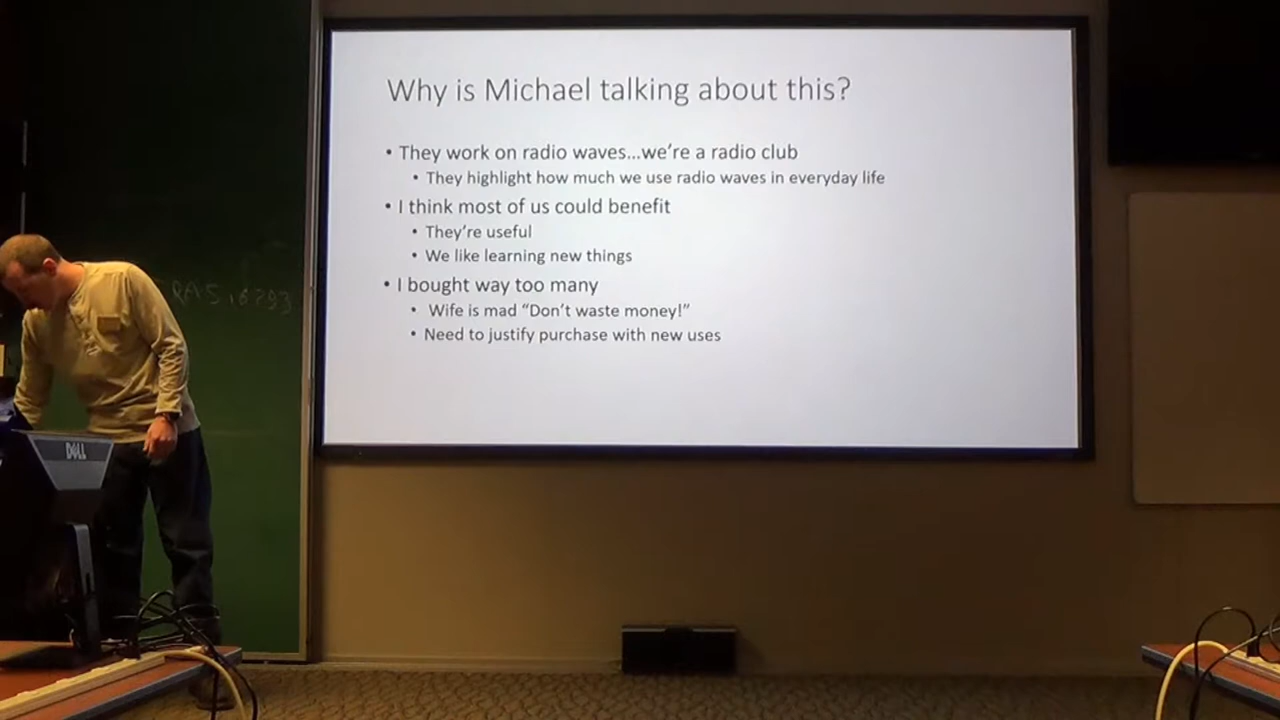 Why is Michael talking about this?
• They work on radio waves...we're a radio club
• They highlight how much we use radio waves in everyday life
• I think most of us could benefit
• They're useful
• We like learning new things
• I bought way too many
• Wife is mad “Don't waste money!”
• Need to justify purchase with new uses
DELL